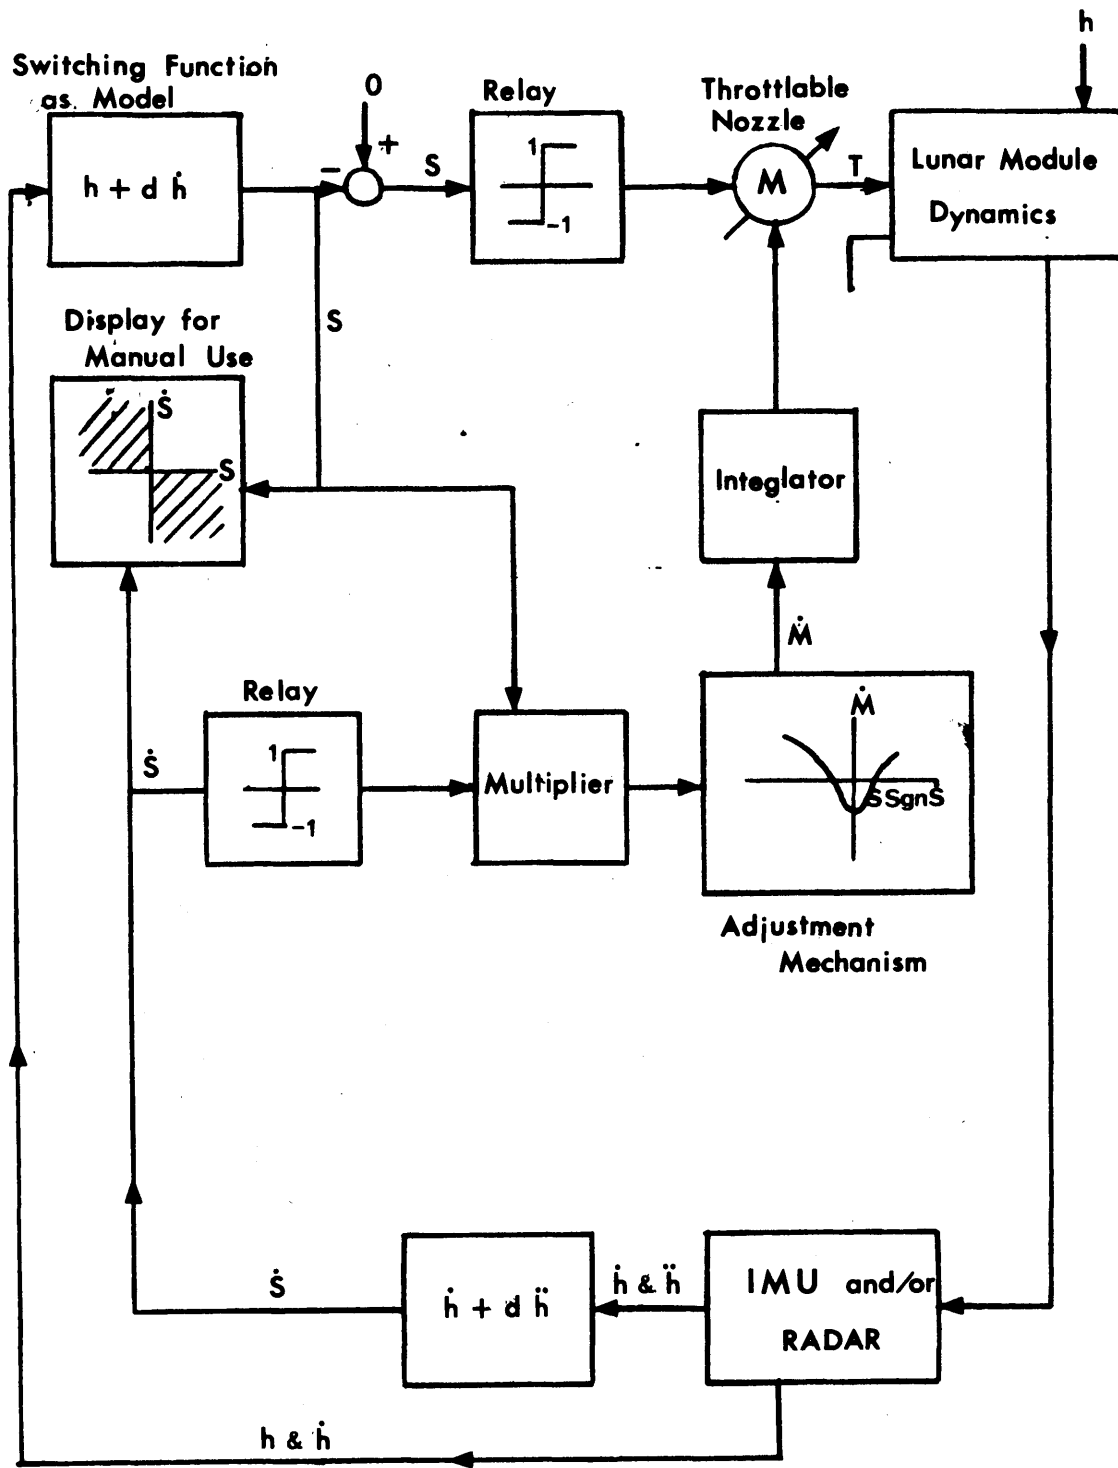 h
Switching Function
as Model
h + d ḣ
0
+
-
S
Relay
1
-1
Throttlable
Nozzle
M
T
Lunar Module
Dynamics
S
Display for
Manual Use
Ṡ
S
Integlator
Ṁ
Relay
Ṡ
1
-1
Multiplier
Ṁ
SSgnṠ
Adjustment
Mechanism
Ṡ
ḣ + d ḧ
ḣ & ḧ
IMU and/or
RADAR
h & ḣ